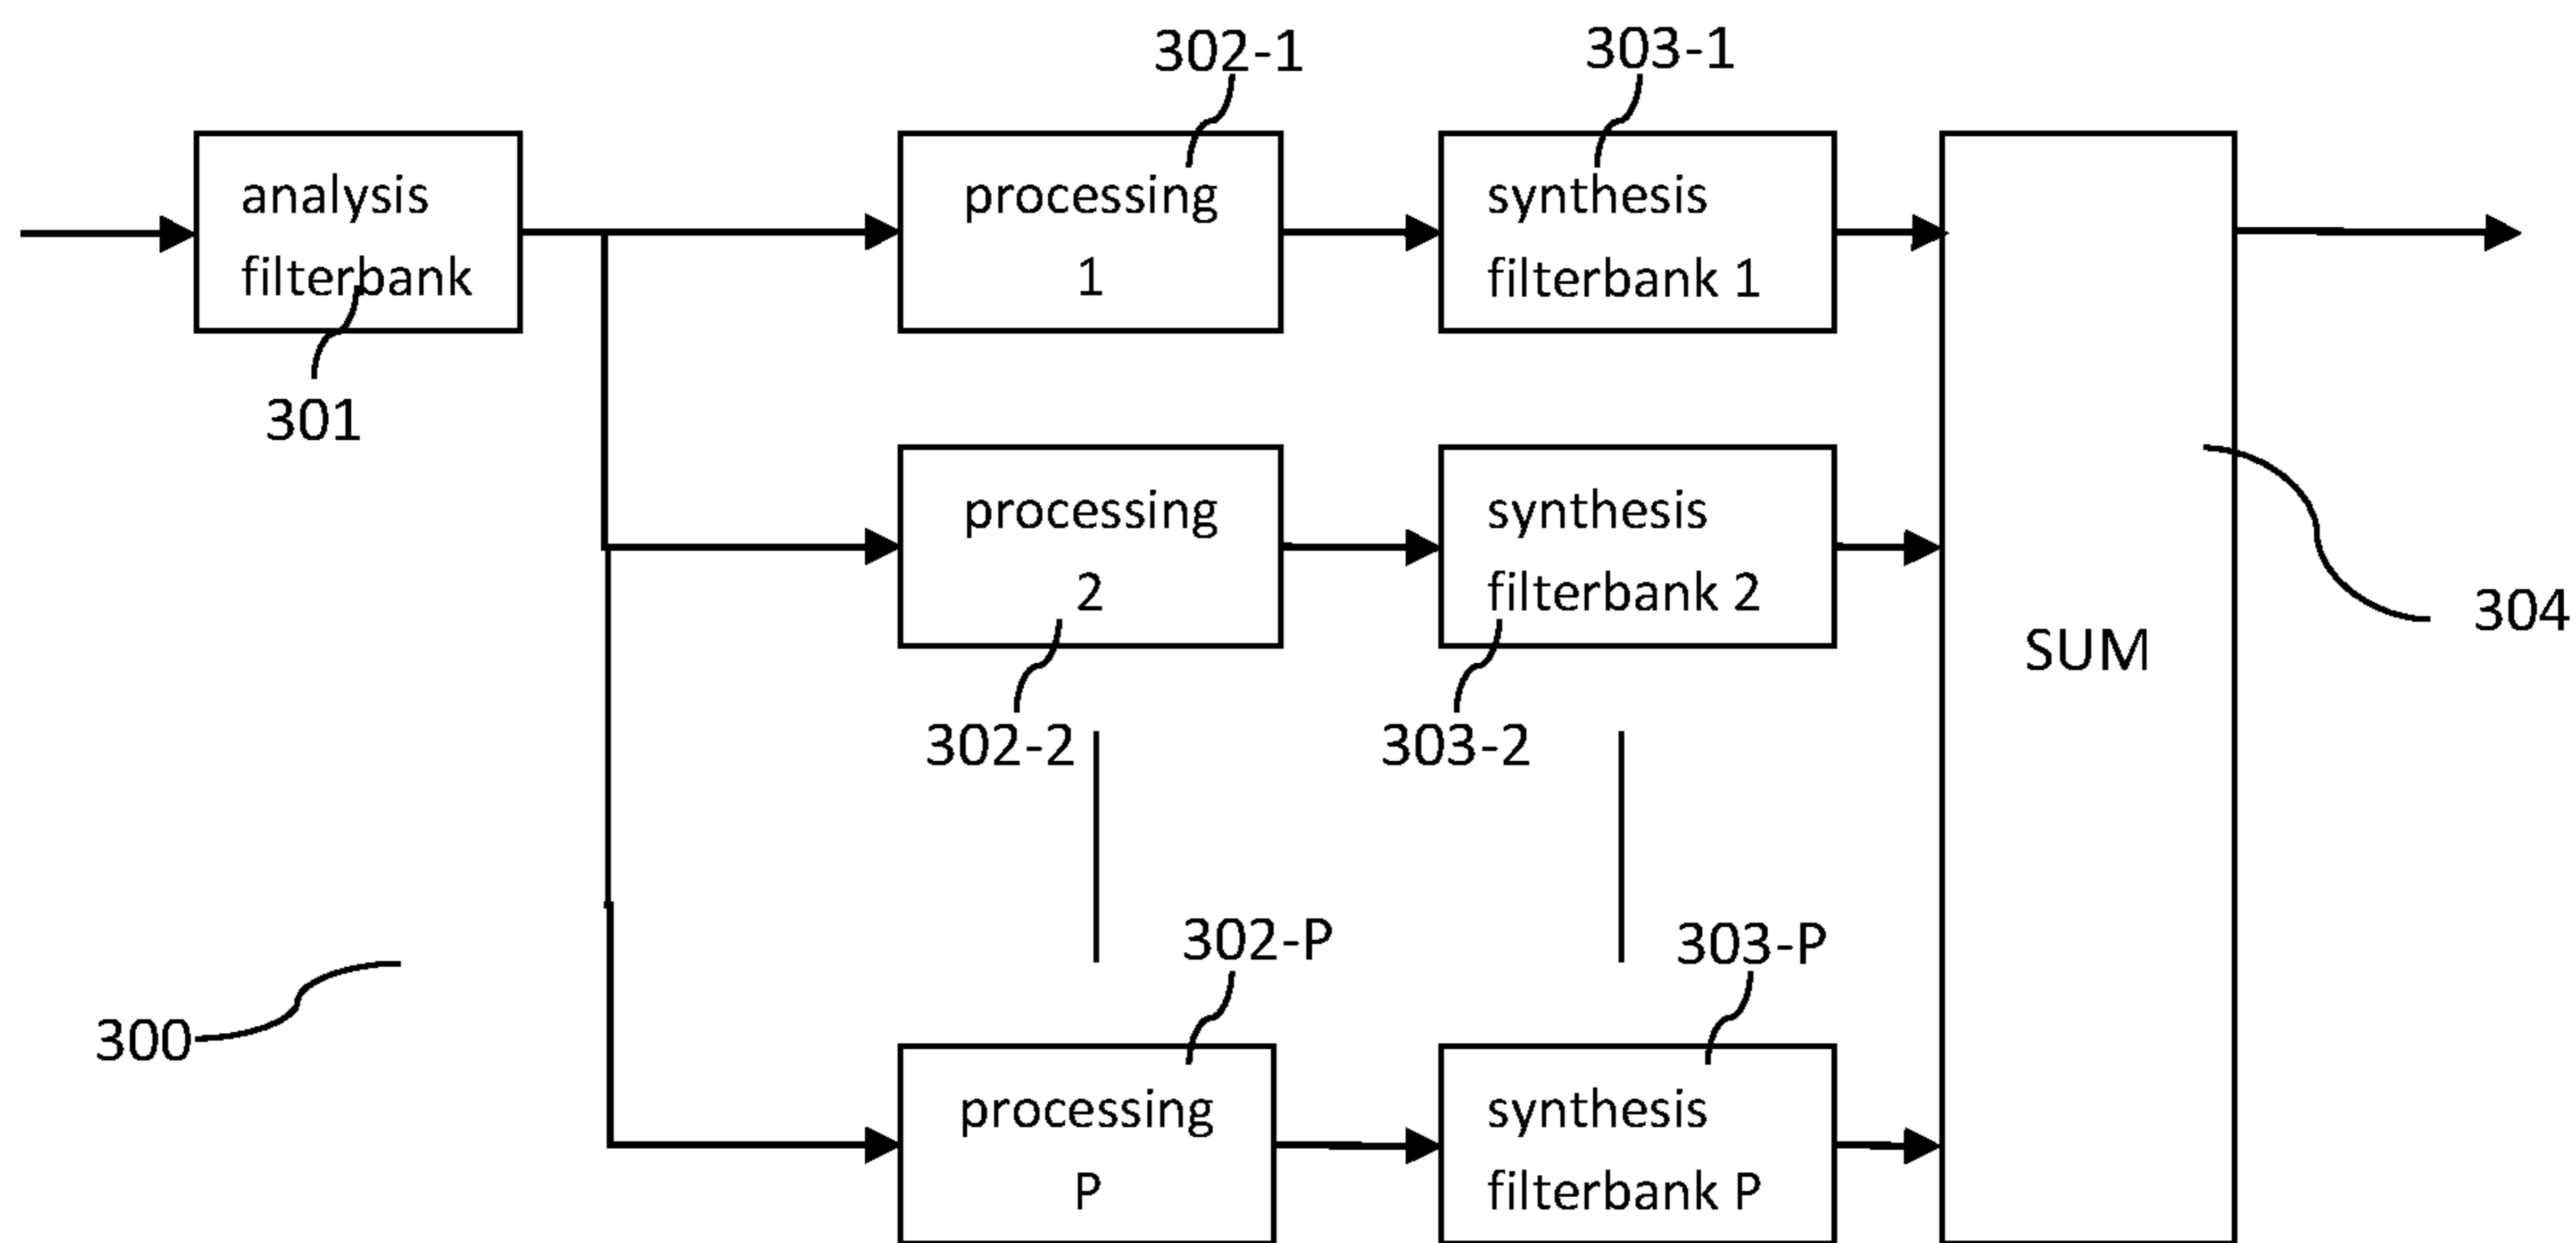 302-1
303-1
analysis
filterbank
processing
1
synthesis
filterbank 1
301
processing
2
synthesis
filterbank 2
304
SUM
302-2
303-2
302-P
303-P
300
processing
P
synthesis
filterbank P